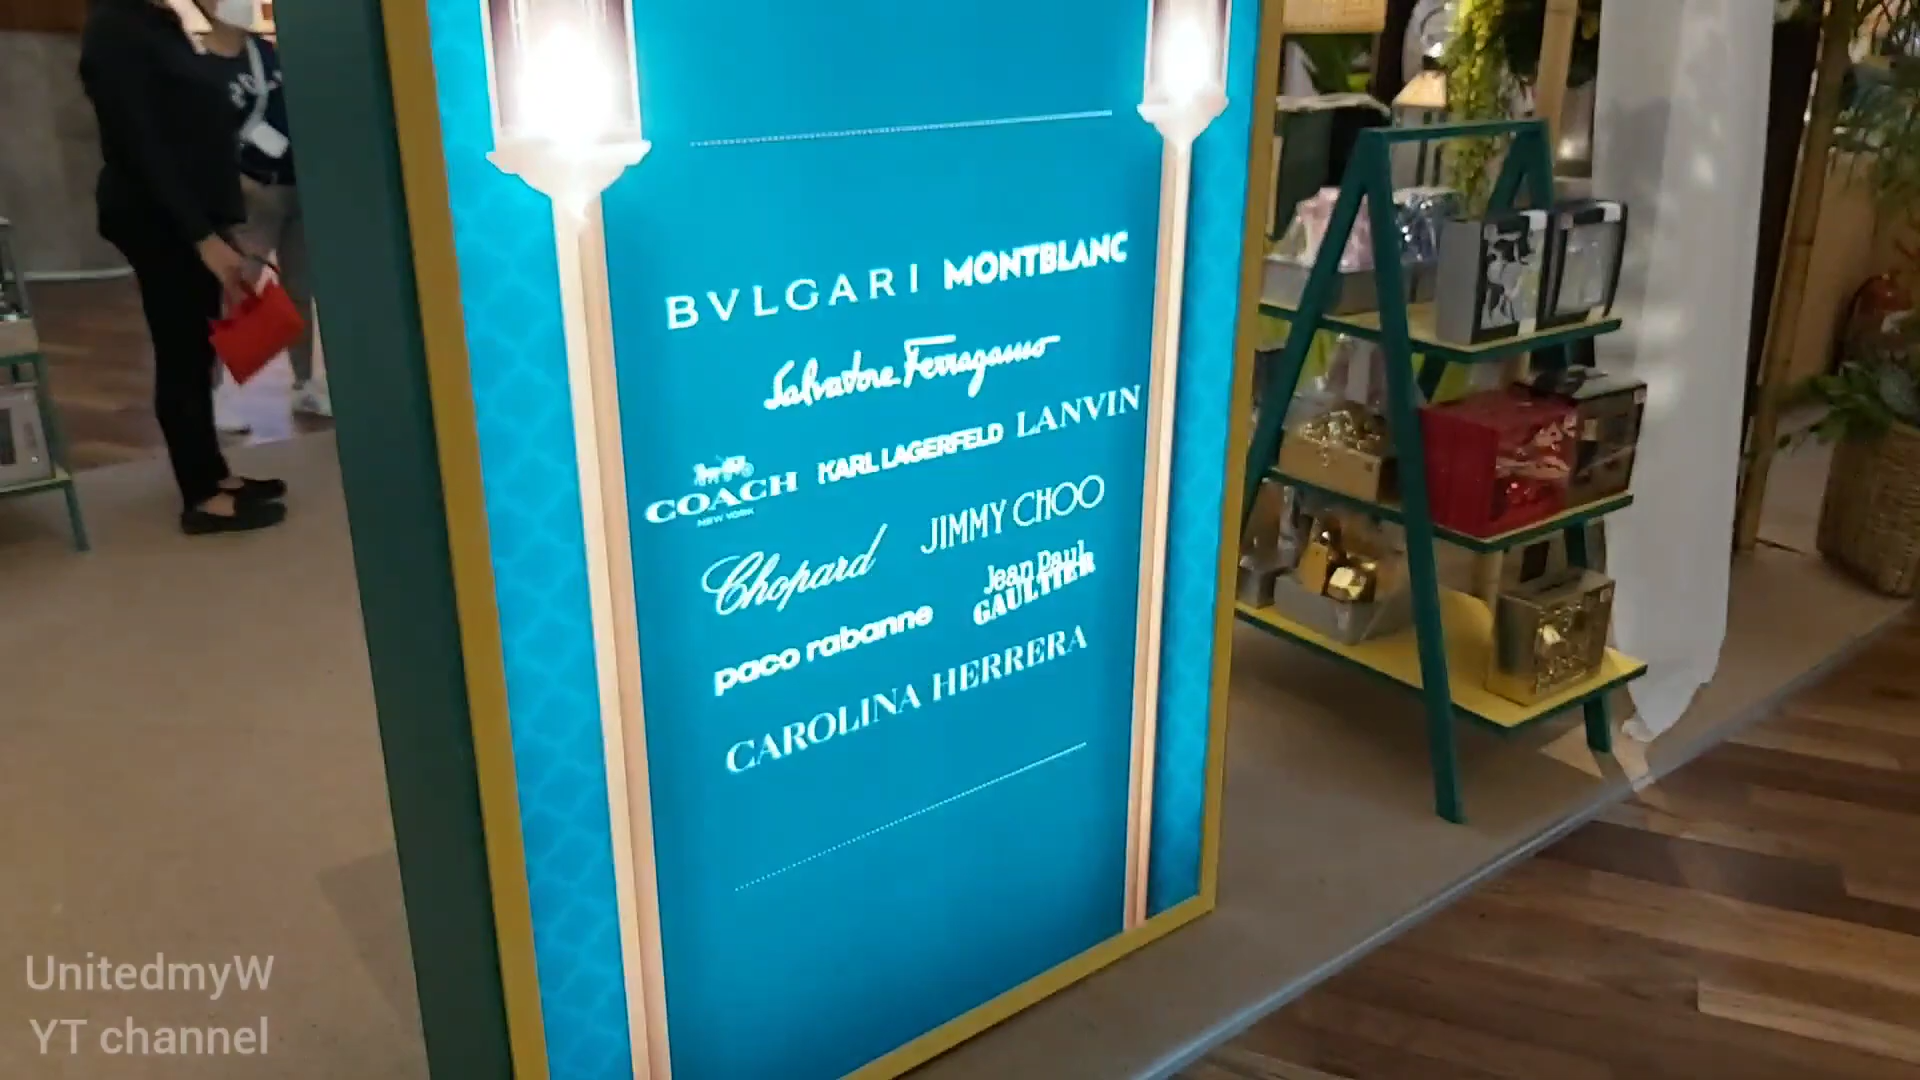 BVLGARI MONTBLANC
Salvatore Ferragamo
COACH KARL LAGERFELD LANVIN
NEW YORK
Chopard JIMMY CHOO
paco rabanne Jean Paul
GAULTIER
CAROLINA HERRERA
UnitedmyW
YT channel